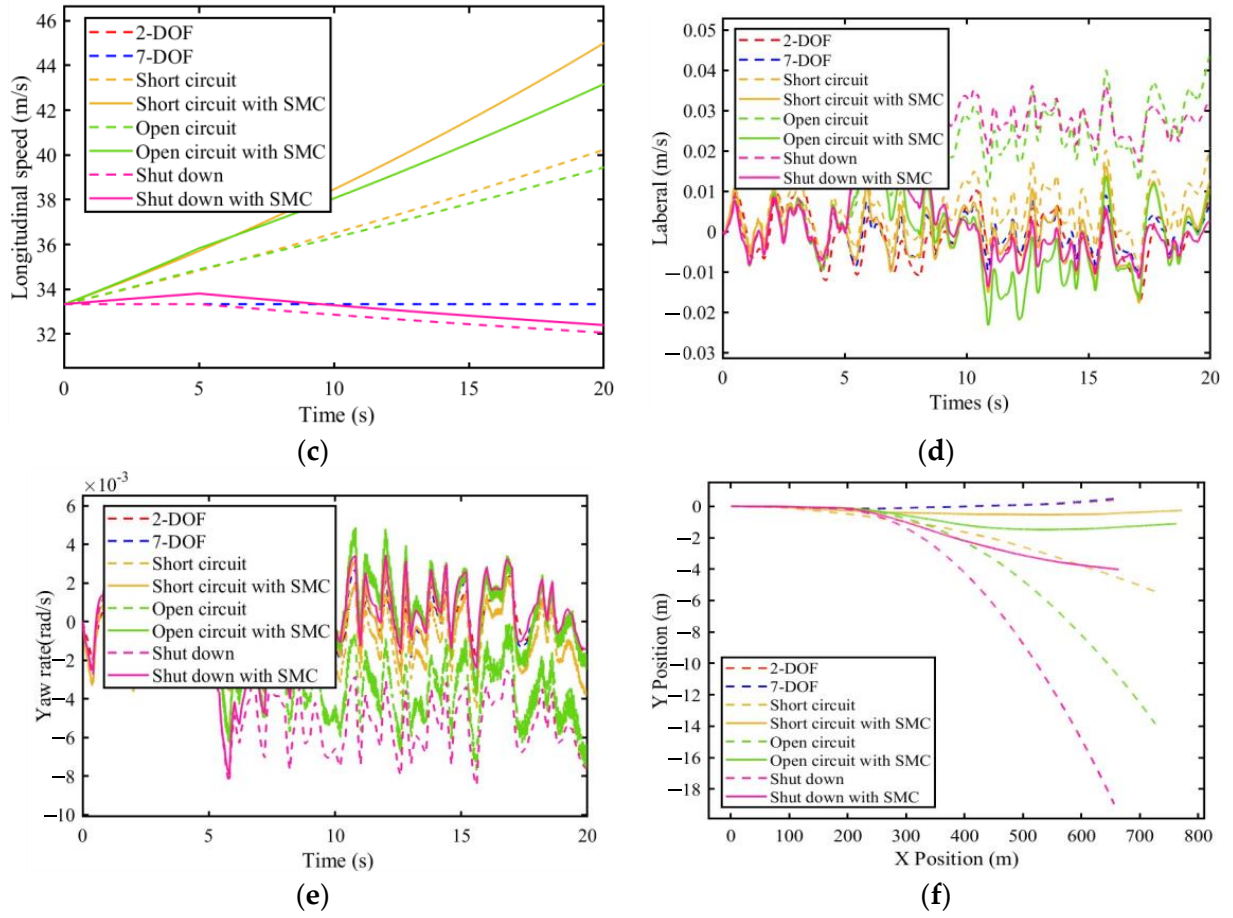 46
44
42
40
38
36
34
32
Longitudinal speed (m/s)
2-DOF
7-DOF
Short circuit
Short circuit with SMC
Open circuit
Open circuit with SMC
Shut down
Shut down with SMC
0 5 10 15 20
Time (s)
(c)
0.05
0.04
0.03
0.02
0.01
0
−0.01
−0.02
−0.03
Laberal (m/s)
2-DOF
7-DOF
Short circuit
Short circuit with SMC
Open circuit
Open circuit with SMC
Shut down
Shut down with SMC
0 5 10 15 20
Times (s)
(d)
×10⁻³
6
4
2
0
−2
−4
−6
−8
−10
Yaw rate(rad/s)
2-DOF
7-DOF
Short circuit
Short circuit with SMC
Open circuit
Open circuit with SMC
Shut down
Shut down with SMC
0 5 10 15 20
Time (s)
(e)
0
−2
−4
−6
−8
−10
−12
−14
−16
−18
Y Position (m)
2-DOF
7-DOF
Short circuit
Short circuit with SMC
Open circuit
Open circuit with SMC
Shut down
Shut down with SMC
0 100 200 300 400 500 600 700 800
X Position (m)
(f)